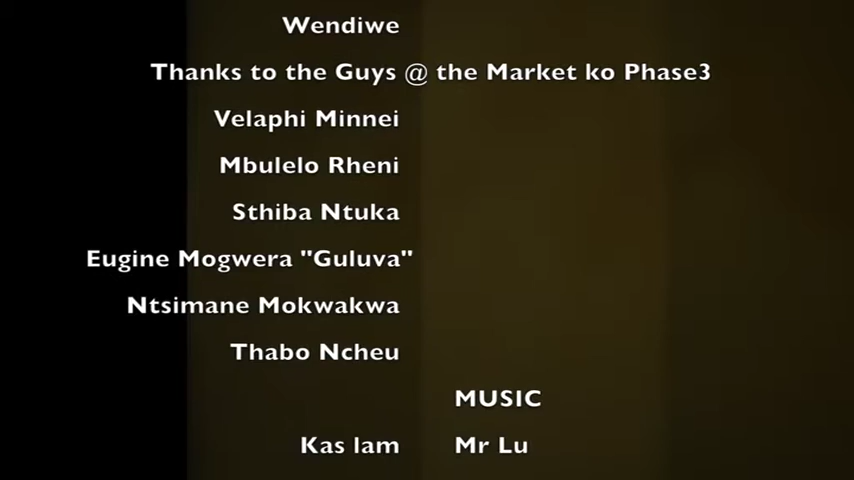 Wendiwe
Thanks to the Guys @ the Market ko Phase3
Velaphi Minnei
Mbulelo Rheni
Sthiba Ntuka
Eugine Mogwera "Guluva"
Ntsimane Mokwakwa
Thabo Ncheu
MUSIC
Kas lam Mr Lu